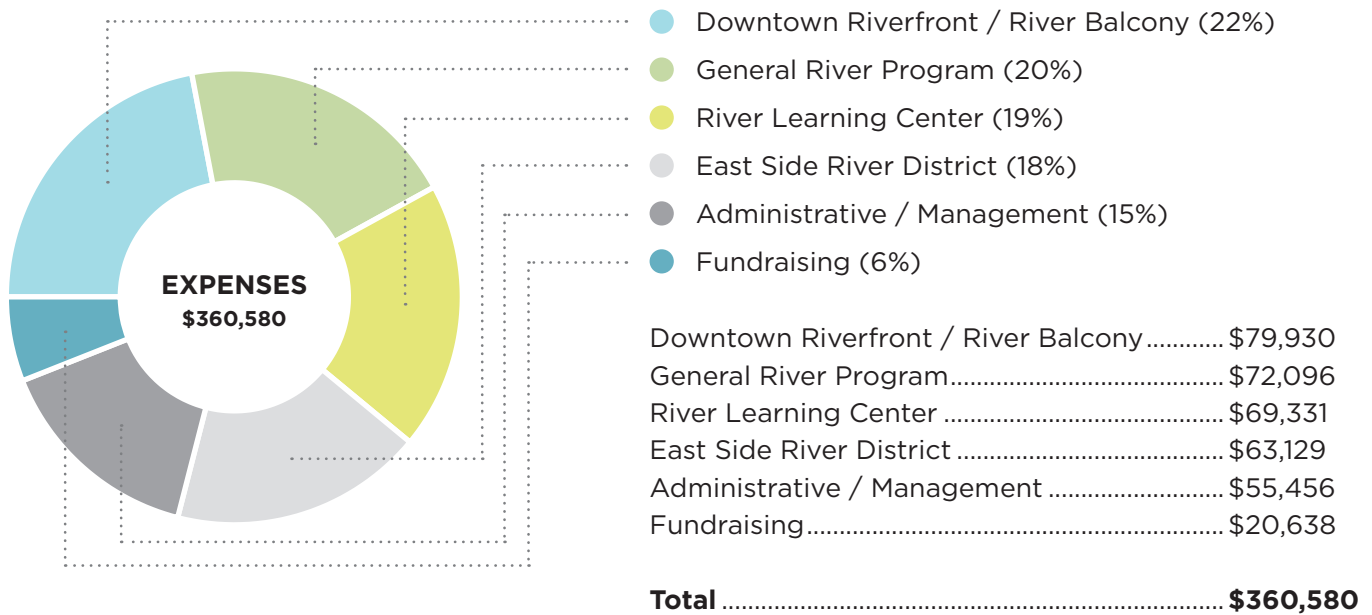 Downtown Riverfront / River Balcony (22%)
General River Program (20%)
River Learning Center (19%)
East Side River District (18%)
Administrative / Management (15%)
Fundraising (6%)
EXPENSES
$360,580
Downtown Riverfront / River Balcony ............ $79,930
General River Program.......................................... $72,096
River Learning Center ........................................... $69,331
East Side River District ......................................... $63,129
Administrative / Management ........................... $55,456
Fundraising................................................................ $20,638
Total ............................................................................. $360,580